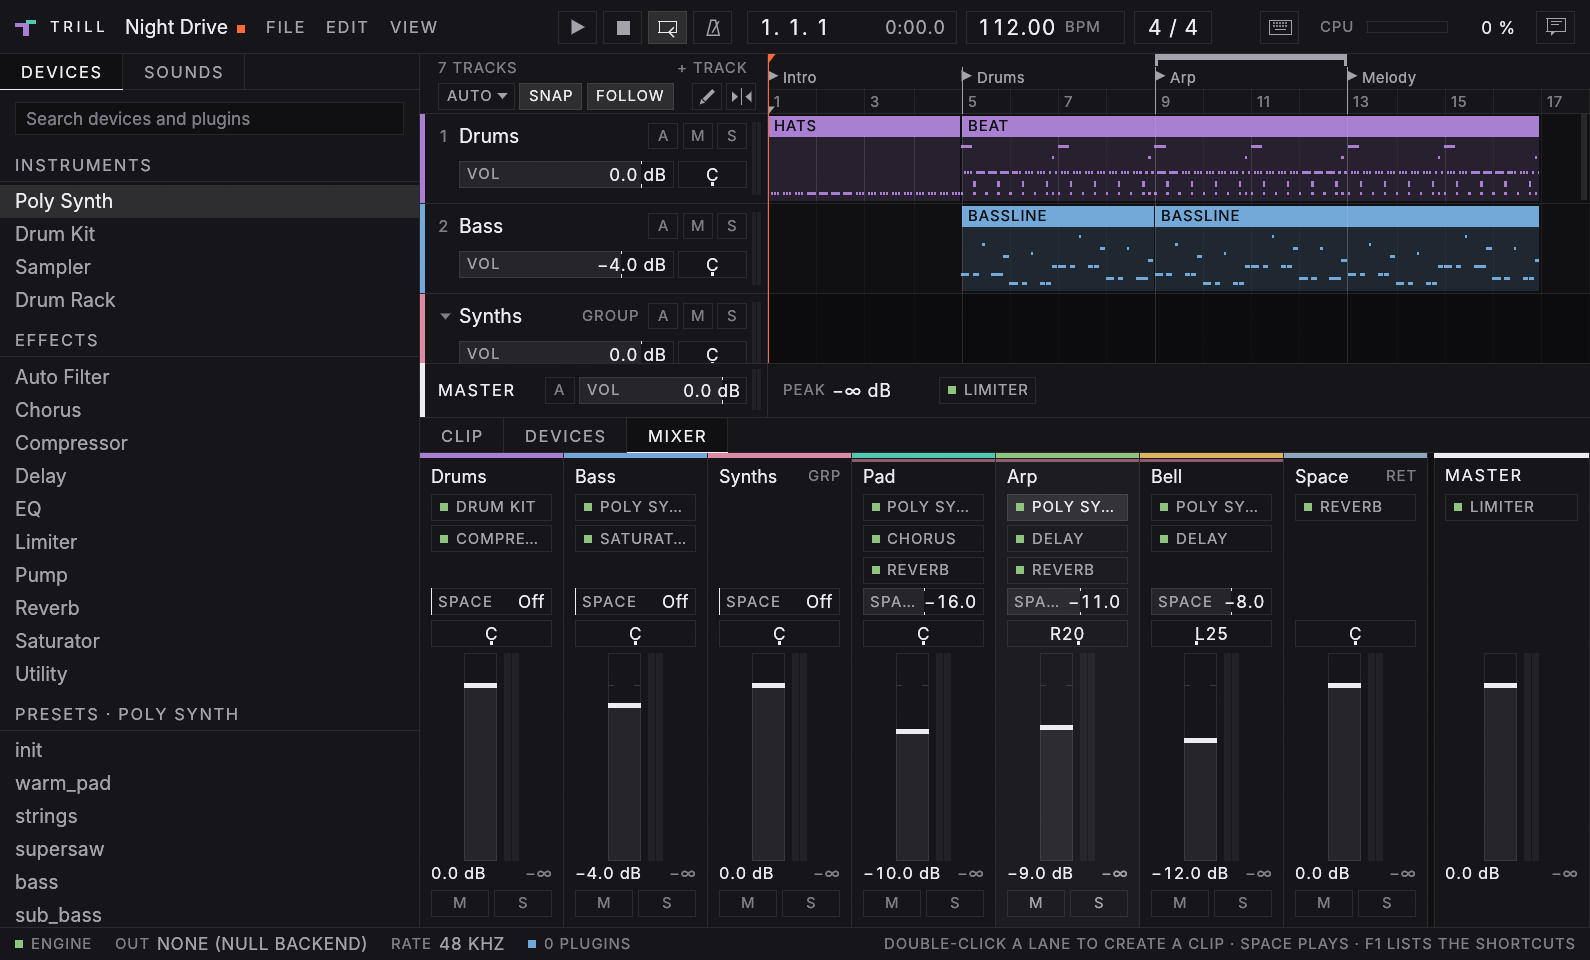 TRILL Night Drive FILE EDIT VIEW 1. 1. 1 0:00.0 112.00 BPM 4 / 4 CPU 0 %
DEVICES SOUNDS
Search devices and plugins
INSTRUMENTS
Poly Synth
Drum Kit
Sampler
Drum Rack
EFFECTS
Auto Filter
Chorus
Compressor
Delay
EQ
Limiter
Pump
Reverb
Saturator
Utility
PRESETS · POLY SYNTH
init
warm_pad
strings
supersaw
bass
sub_bass
7 TRACKS + TRACK
AUTO SNAP FOLLOW
Intro Drums Arp Melody
1 3 5 7 9 11 13 15 17
1 Drums A M S
VOL 0.0 dB C
HATS BEAT
2 Bass A M S
VOL −4.0 dB C
BASSLINE BASSLINE
Synths GROUP A M S
VOL 0.0 dB C
MASTER A VOL 0.0 dB PEAK −∞ dB LIMITER
CLIP DEVICES MIXER
Drums Bass Synths GRP Pad Arp Bell Space RET MASTER
DRUM KIT POLY SY... POLY SY... POLY SY... POLY SY... REVERB LIMITER
COMPRE... SATURAT... CHORUS DELAY DELAY
REVERB REVERB
SPACE Off SPACE Off SPACE Off SPA... −16.0 SPA... −11.0 SPACE −8.0
C C C C R20 L25 C
0.0 dB −∞ −4.0 dB −∞ 0.0 dB −∞ −10.0 dB −∞ −9.0 dB −∞ −12.0 dB −∞ 0.0 dB −∞ 0.0 dB −∞
M S M S M S M S M S M S M S
ENGINE OUT NONE (NULL BACKEND) RATE 48 KHZ 0 PLUGINS DOUBLE-CLICK A LANE TO CREATE A CLIP · SPACE PLAYS · F1 LISTS THE SHORTCUTS